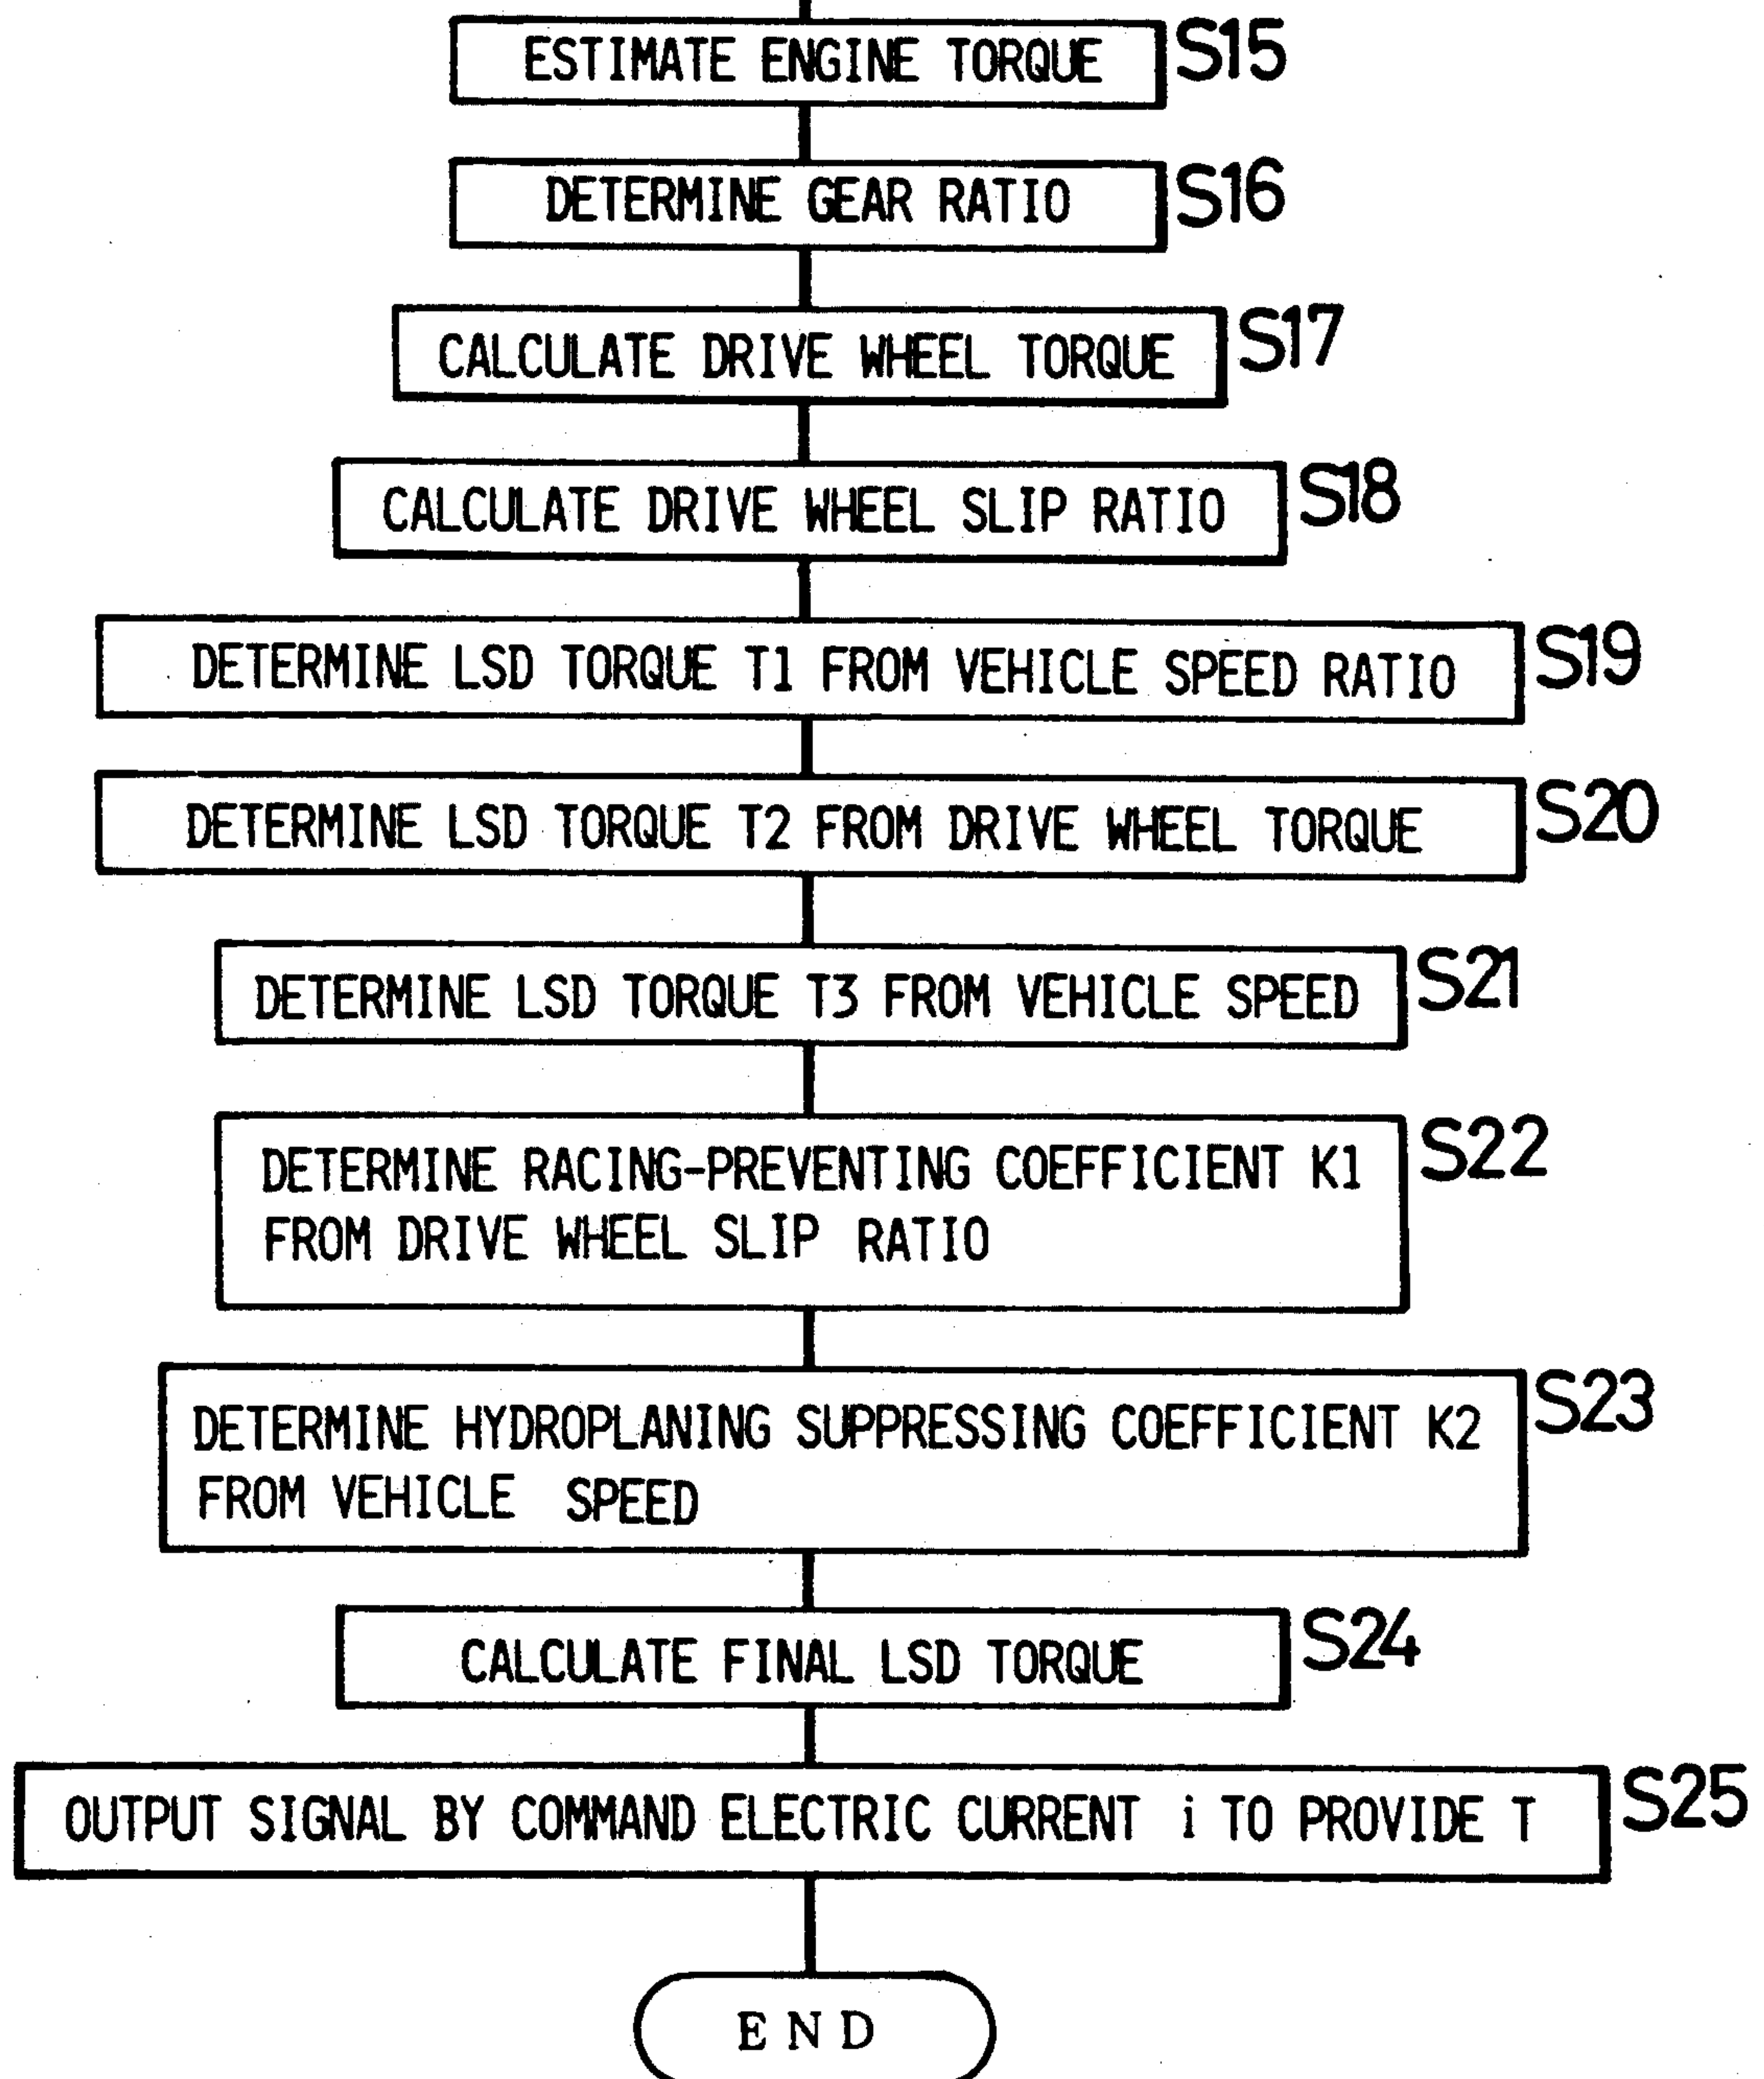 ESTIMATE ENGINE TORQUE S15
DETERMINE GEAR RATIO S16
CALCULATE DRIVE WHEEL TORQUE S17
CALCULATE DRIVE WHEEL SLIP RATIO S18
DETERMINE LSD TORQUE T1 FROM VEHICLE SPEED RATIO S19
DETERMINE LSD TORQUE T2 FROM DRIVE WHEEL TORQUE S20
DETERMINE LSD TORQUE T3 FROM VEHICLE SPEED S21
DETERMINE RACING-PREVENTING COEFFICIENT K1 S22
FROM DRIVE WHEEL SLIP RATIO
DETERMINE HYDROPLANING SUPPRESSING COEFFICIENT K2 S23
FROM VEHICLE SPEED
CALCULATE FINAL LSD TORQUE S24
OUTPUT SIGNAL BY COMMAND ELECTRIC CURRENT i TO PROVIDE T S25
END